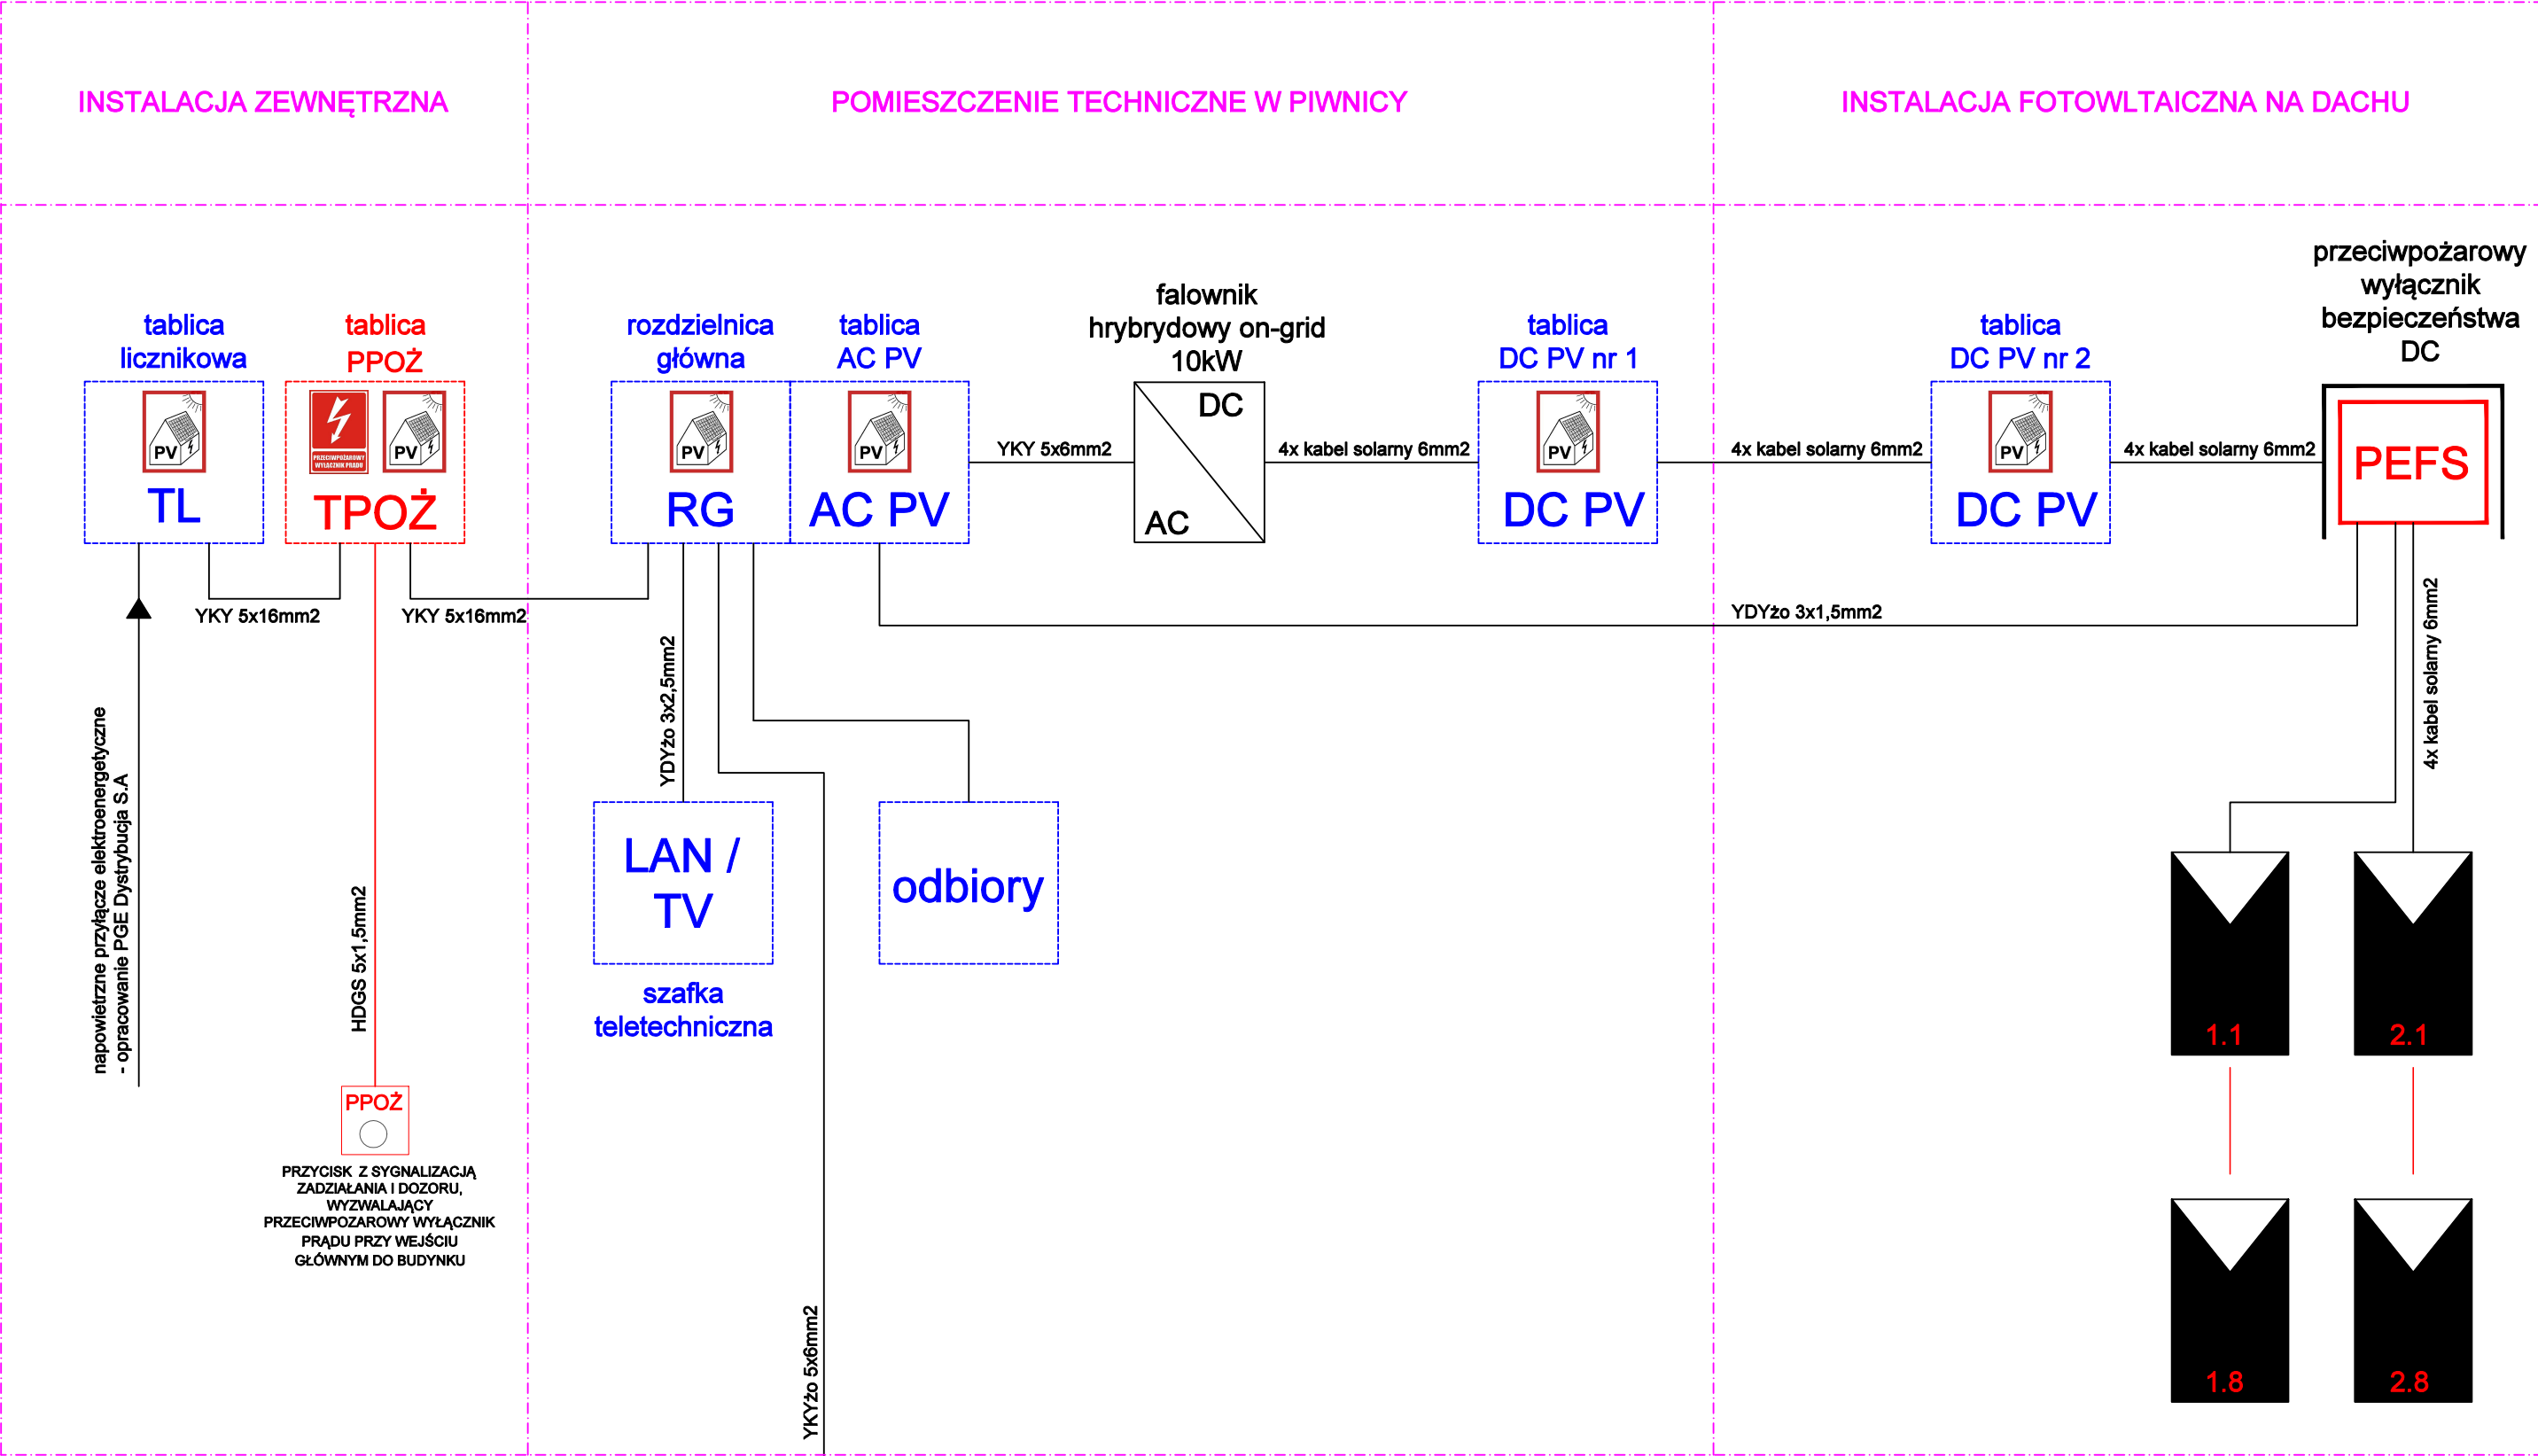 INSTALACJA ZEWNĘTRZNA
POMIESZCZENIE TECHNICZNE W PIWNICY
INSTALACJA FOTOWLTAICZNA NA DACHU
tablica
licznikowa
PV
TL
tablica
PPOŻ
PRZECIWPOŻAROWY
WYŁĄCZNIK PRĄDU
PV
TPOŻ
rozdzielnica
główna
PV
RG
tablica
AC PV
PV
AC PV
YKY 5x6mm2
falownik
hrybrydowy on-grid
10kW
DC
AC
4x kabel solarny 6mm2
tablica
DC PV nr 1
PV
DC PV
4x kabel solarny 6mm2
tablica
DC PV nr 2
PV
DC PV
4x kabel solarny 6mm2
przeciwpożarowy
wyłącznik
bezpieczeństwa
DC
PEFS
YKY 5x16mm2
YKY 5x16mm2
YDYżo 3x1,5mm2
4x kabel solarny 6mm2
YDYżo 3x2,5mm2
napowietrzne przyłącze elektroenergetyczne
- opracowanie PGE Dystrybucja S.A
HDGS 5x1,5mm2
LAN /
TV
szafka
teletechniczna
odbiory
PPOŻ
PRZYCISK Z SYGNALIZACJĄ
ZADZIAŁANIA I DOZORU,
WYZWALAJĄCY
PRZECIWPOZAROWY WYŁĄCZNIK
PRĄDU PRZY WEJŚCIU
GŁÓWNYM DO BUDYNKU
YKYżo 5x6mm2
1.1
2.1
1.8
2.8